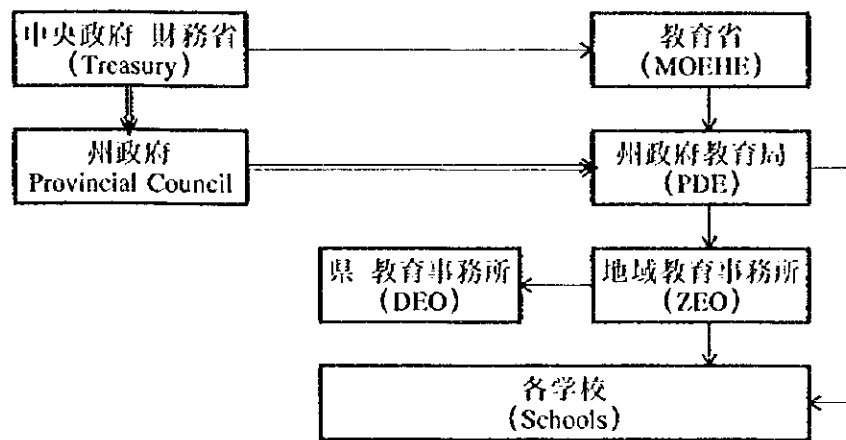 中央政府 財務省
(Treasury)
教育省
(MOEHE)
州政府
Provincial Council
州政府教育局
(PDE)
県 教育事務所
(DEO)
地域教育事務所
(ZEO)
各学校
(Schools)